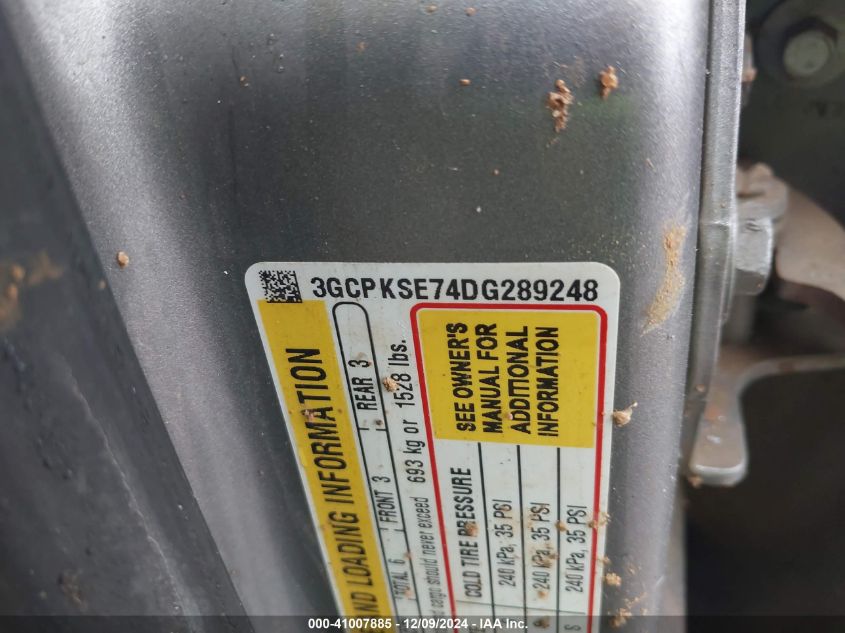 3GCPKSE74DG289248
AND LOADING INFORMATION
TOTAL 6 FRONT 3 REAR 3
cargo should never exceed 693 kg or 1528 lbs.
COLD TIRE PRESSURE
240 kPa, 35 PSI
240 kPa, 35 PSI
240 kPa, 35 PSI
SEE OWNER'S
MANUAL FOR
ADDITIONAL
INFORMATION
000-41007885 - 12/09/2024 - IAA Inc.